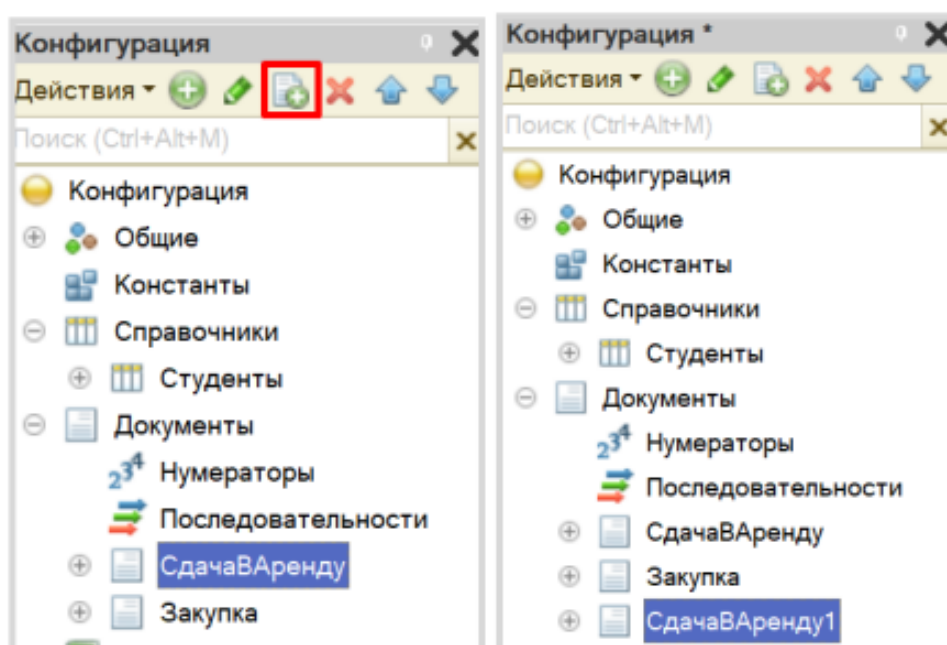 Конфигурация
Действия
Поиск (Ctrl+Alt+M)
Конфигурация
Общие
Константы
Справочники
Студенты
Документы
Нумераторы
Последовательности
СдачаВАренду
Закупка
Конфигурация *
Действия
Поиск (Ctrl+Alt+M)
Конфигурация
Общие
Константы
Справочники
Студенты
Документы
Нумераторы
Последовательности
СдачаВАренду
Закупка
СдачаВАренду1